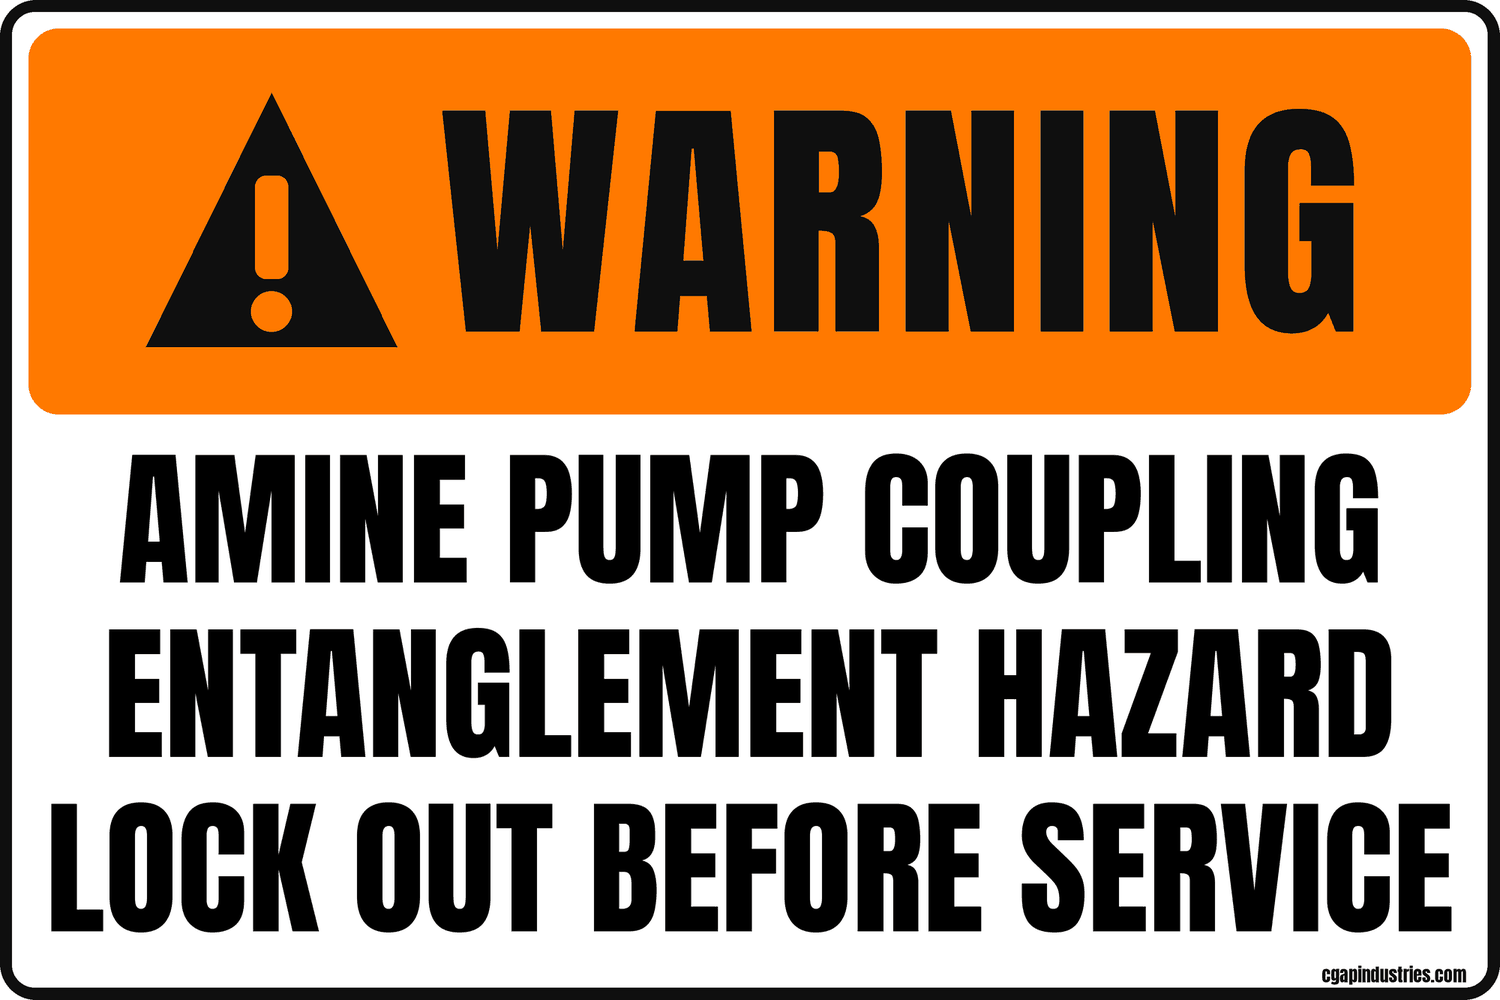 WARNING
AMINE PUMP COUPLING
ENTANGLEMENT HAZARD
LOCK OUT BEFORE SERVICE
cgapindustries.com